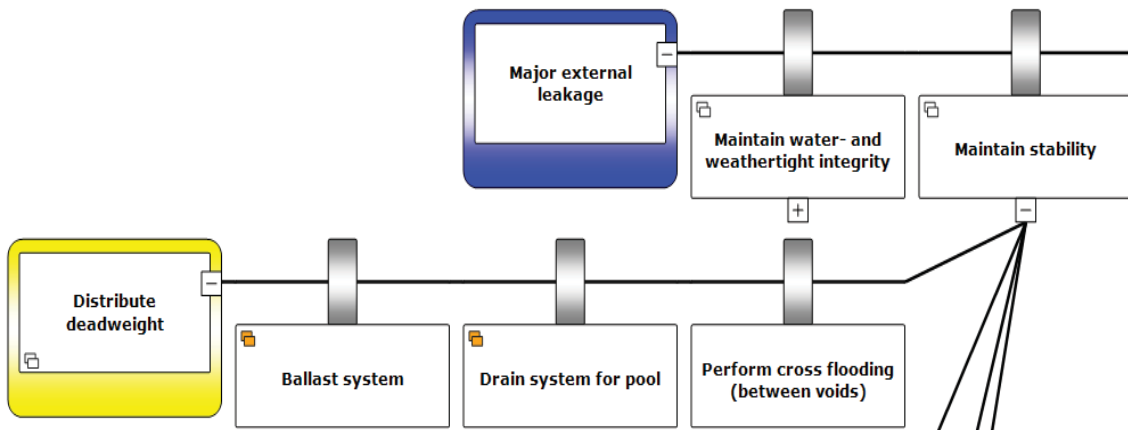 Major external
leakage
Maintain water- and
weathertight integrity
Maintain stability
Distribute
deadweight
Ballast system
Drain system for pool
Perform cross flooding
(between voids)